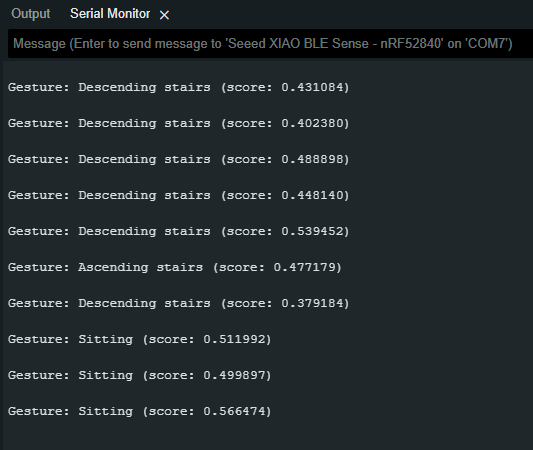 Output Serial Monitor ×
Message (Enter to send message to 'Seeed XIAO BLE Sense - nRF52840' on 'COM7')
Gesture: Descending stairs (score: 0.431084)
Gesture: Descending stairs (score: 0.402380)
Gesture: Descending stairs (score: 0.488898)
Gesture: Descending stairs (score: 0.448140)
Gesture: Descending stairs (score: 0.539452)
Gesture: Ascending stairs (score: 0.477179)
Gesture: Descending stairs (score: 0.379184)
Gesture: Sitting (score: 0.511992)
Gesture: Sitting (score: 0.499897)
Gesture: Sitting (score: 0.566474)